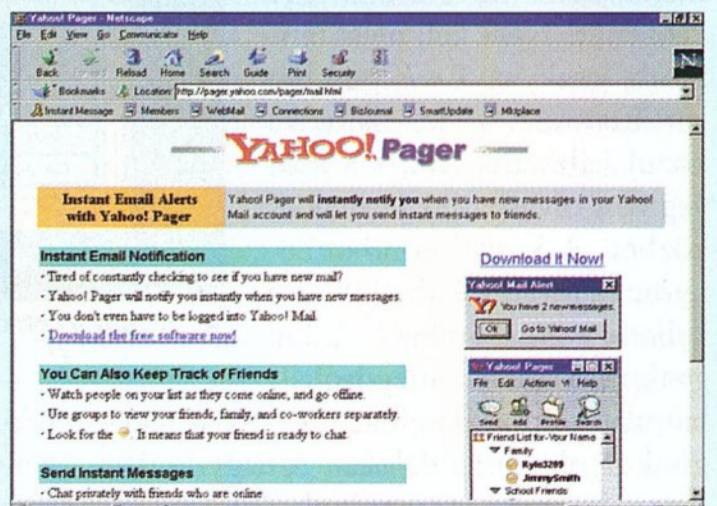 Yahoo! Pager - Netscape
File Edit View Go Communicator Help
Back Forward Reload Home Search Guide Print Security Stop
Bookmarks Location: http://pager.yahoo.com/pager/mail.html
Instant Message Members WebMail Connections BizJournal SmartUpdate Mktplace
YAHOO! Pager
Instant Email Alerts
with Yahoo! Pager
Yahoo! Pager will instantly notify you when you have new messages in your Yahoo!
Mail account and will let you send instant messages to friends.
Instant Email Notification
· Tired of constantly checking to see if you have new mail?
· Yahoo! Pager will notify you instantly when you have new messages.
· You don't even have to be logged into Yahoo! Mail.
· Download the free software now!
You Can Also Keep Track of Friends
· Watch people on your list as they come online, and go offline.
· Use groups to view your friends, family, and co-workers separately.
· Look for the . It means that your friend is ready to chat.
Send Instant Messages
· Chat privately with friends who are online
Download It Now!
Yahoo! Mail Alert
Y! You have 2 new messages.
Ok Go to Yahoo! Mail
Yahoo! Pager
File Edit Actions Help
Send Add Profile Search
Friend List for-Your Name
Family
Kyle3209
JimmySmith
School Friends